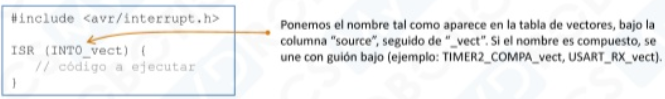 #include <avr/interrupt.h>
ISR (INT0_vect) {
// código a ejecutar
}
Ponemos el nombre tal como aparece en la tabla de vectores, bajo la
columna "source", seguido de "_vect". Si el nombre es compuesto, se
une con guión bajo (ejemplo: TIMER2_COMPA_vect, USART_RX_vect).